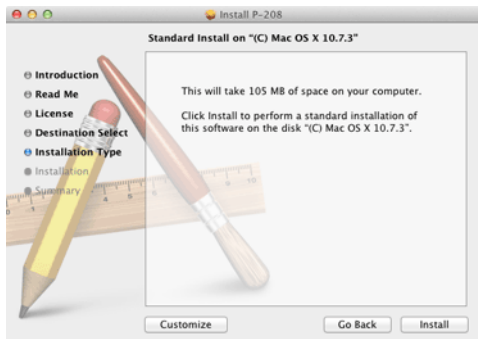 Install P-208
Standard Install on "(C) Mac OS X 10.7.3"
Introduction
Read Me
License
Destination Select
Installation Type
Installation
Summary
This will take 105 MB of space on your computer.
Click Install to perform a standard installation of
this software on the disk "(C) Mac OS X 10.7.3".
Customize
Go Back
Install